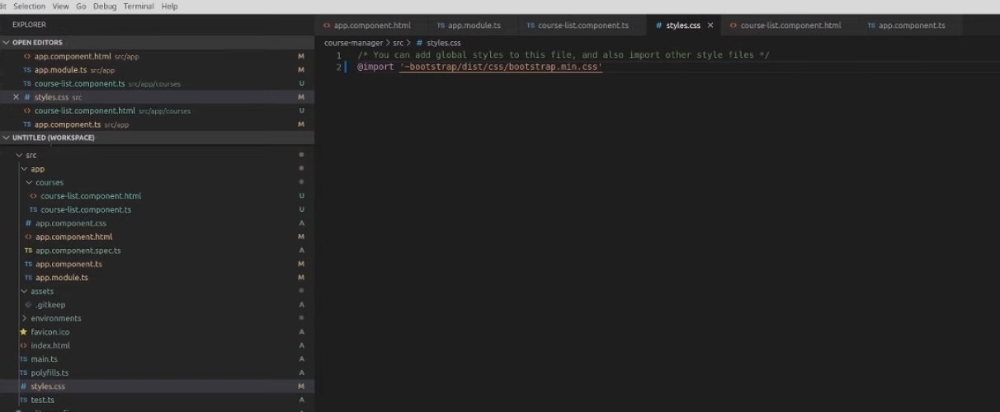 dit Selection View Go Debug Terminal Help
EXPLORER
OPEN EDITORS
app.component.html src/app M
app.module.ts src/app M
course-list.component.ts src/app/courses U
styles.css src M
course-list.component.html src/app/courses U
app.component.ts src/app M
UNTITLED (WORKSPACE)
src
app
courses
course-list.component.html U
TS course-list.component.ts U
# app.component.css A
app.component.html M
TS app.component.spec.ts A
TS app.component.ts M
TS app.module.ts M
assets
.gitkeep A
environments
favicon.ico A
index.html A
TS main.ts A
TS polyfills.ts A
# styles.css M
TS test.ts A
<> app.component.html TS app.module.ts TS course-list.component.ts # styles.css <> course-list.component.html TS app.component.ts
course-manager > src > # styles.css
1 /* You can add global styles to this file, and also import other style files */
2 @import '~bootstrap/dist/css/bootstrap.min.css'